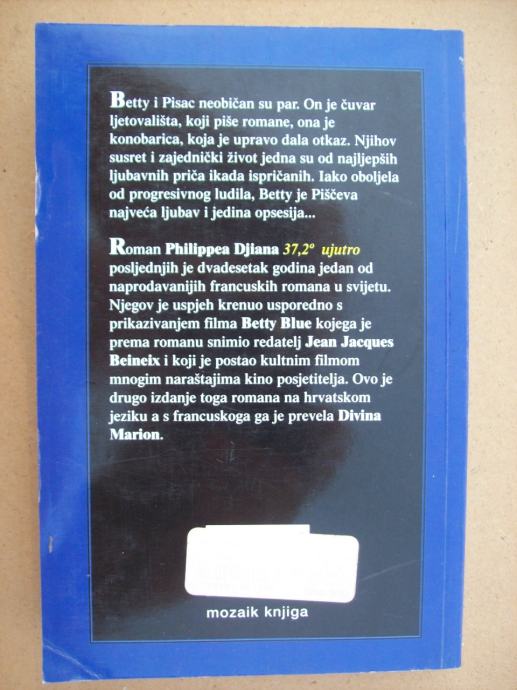 Betty i Pisac neobičan su par. On je čuvar
ljetovališta, koji piše romane, ona je
konobarica, koja je upravo dala otkaz. Njihov
susret i zajednički život jedna su od najljepših
ljubavnih priča ikada ispričanih. Iako oboljela
od progresivnog ludila, Betty je Piščeva
najveća ljubav i jedina opsesija...
Roman Philippea Djiana 37,2º ujutro
posljednjih je dvadesetak godina jedan od
naprodavanijih francuskih romana u svijetu.
Njegov je uspjeh krenuo usporedno s
prikazivanjem filma Betty Blue kojega je
prema romanu snimio redatelj Jean Jacques
Beineix i koji je postao kultnim filmom
mnogim naraštajima kino posjetitelja. Ovo je
drugo izdanje toga romana na hrvatskom
jeziku a s francuskoga ga je prevela Divina
Marion.
mozaik knjiga